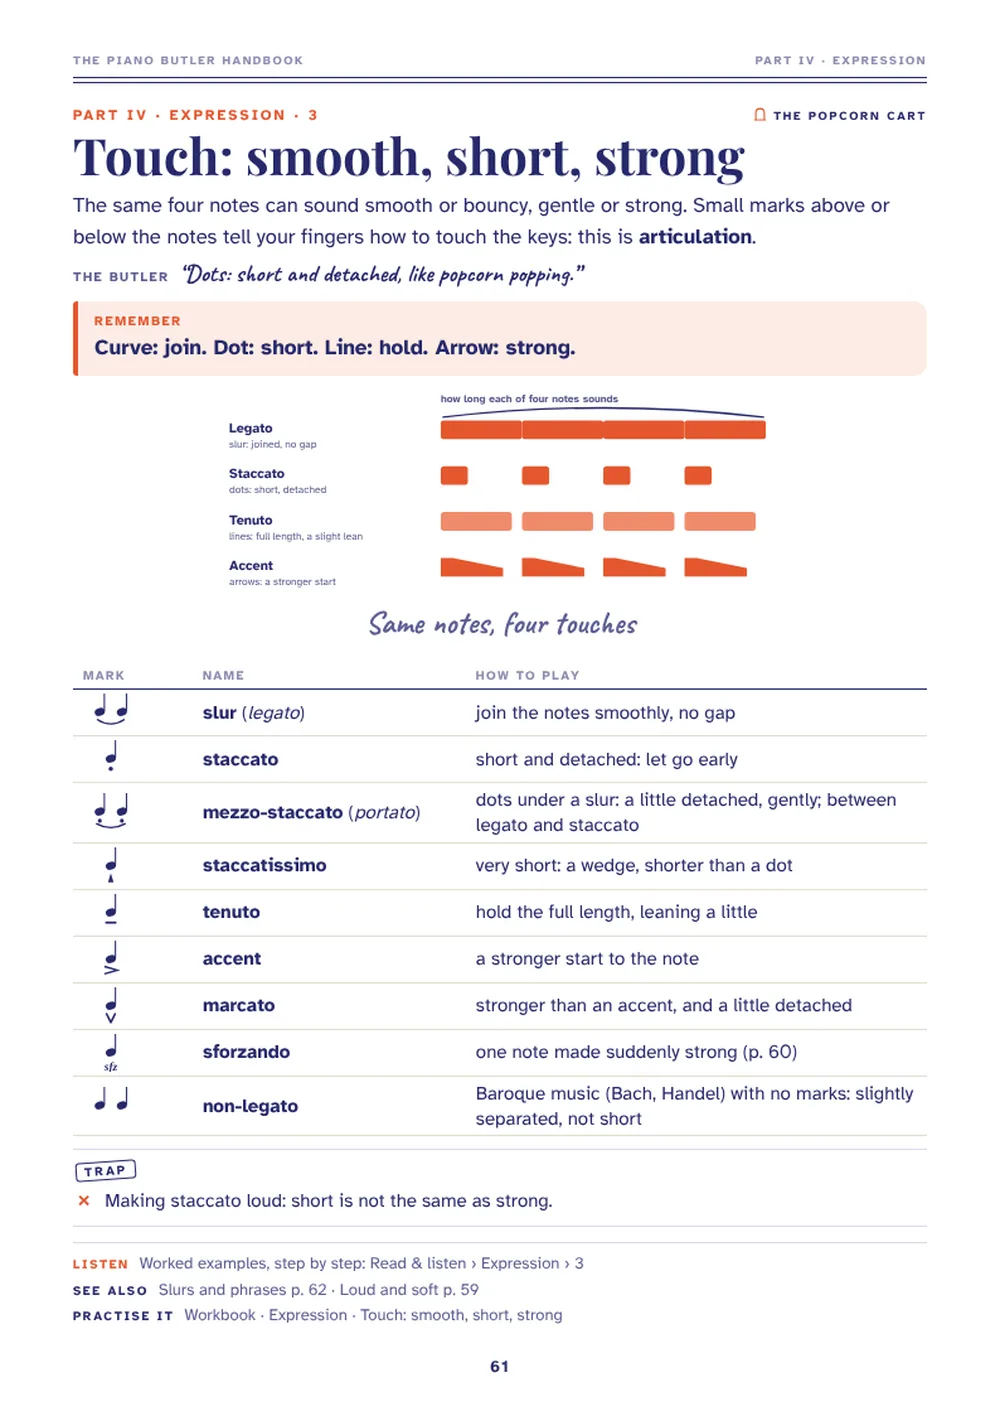 THE PIANO BUTLER HANDBOOK
PART IV · EXPRESSION
PART IV · EXPRESSION · 3
THE POPCORN CART
Touch: smooth, short, strong
The same four notes can sound smooth or bouncy, gentle or strong. Small marks above or
below the notes tell your fingers how to touch the keys: this is articulation.
THE BUTLER “Dots: short and detached, like popcorn popping.”
REMEMBER
Curve: join. Dot: short. Line: hold. Arrow: strong.
how long each of four notes sounds
Legato
slur: joined, no gap
Staccato
dots: short, detached
Tenuto
lines: full length, a slight lean
Accent
arrows: a stronger start
Same notes, four touches
MARK NAME HOW TO PLAY
slur (legato) join the notes smoothly, no gap
staccato short and detached: let go early
mezzo-staccato (portato) dots under a slur: a little detached, gently; between
legato and staccato
staccatissimo very short: a wedge, shorter than a dot
tenuto hold the full length, leaning a little
accent a stronger start to the note
marcato stronger than an accent, and a little detached
sfz sforzando one note made suddenly strong (p. 60)
non-legato Baroque music (Bach, Handel) with no marks: slightly
separated, not short
TRAP
× Making staccato loud: short is not the same as strong.
LISTEN Worked examples, step by step: Read & listen › Expression › 3
SEE ALSO Slurs and phrases p. 62 · Loud and soft p. 59
PRACTISE IT Workbook · Expression · Touch: smooth, short, strong
61